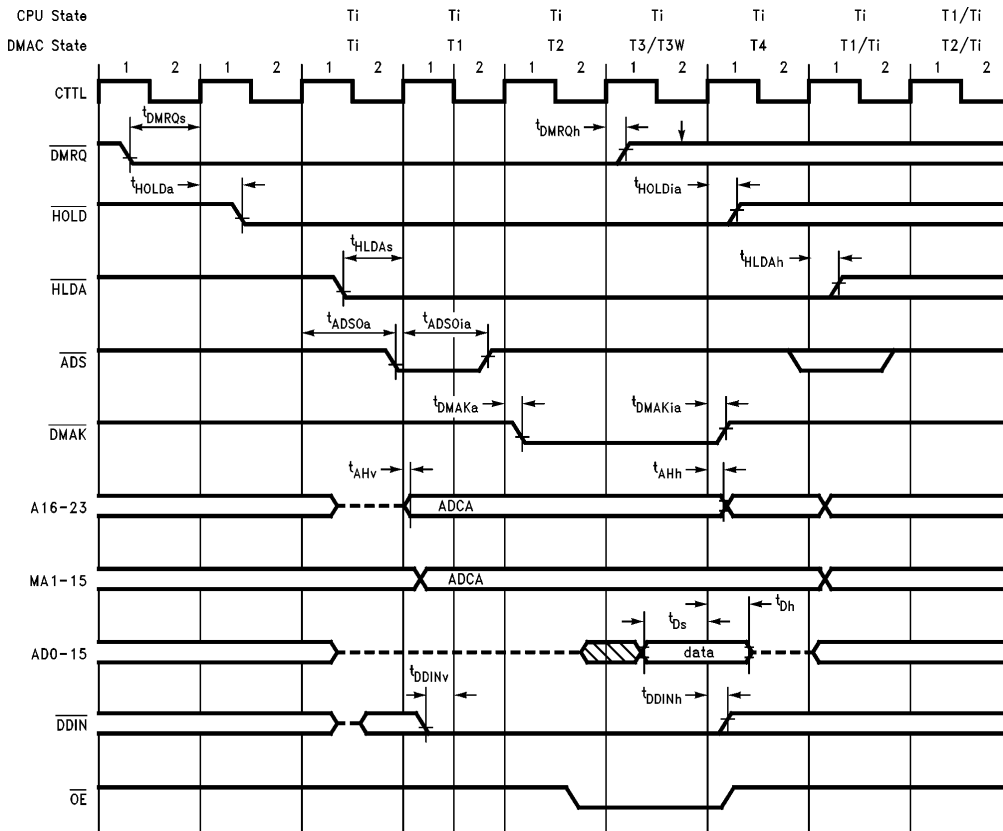 CPU State Ti Ti Ti Ti Ti Ti T1/Ti
DMAC State Ti T1 T2 T3/T3W T4 T1/Ti T2/Ti
1 2 1 2 1 2 1 2 1 2 1 2 1 2 1 2 1 2
CTTL
tDMRQs tDMRQh
DMRQ
tHOLDa tHOLDia
HOLD
tHLDAs tHLDAh
HLDA
tADSOa tADSOia
ADS
tDMAKa tDMAKia
DMAK
tAHv tAHh
A16-23 ADCA
MA1-15 ADCA
tDs tDh
AD0-15 data
tDDINv tDDINh
DDIN
OE